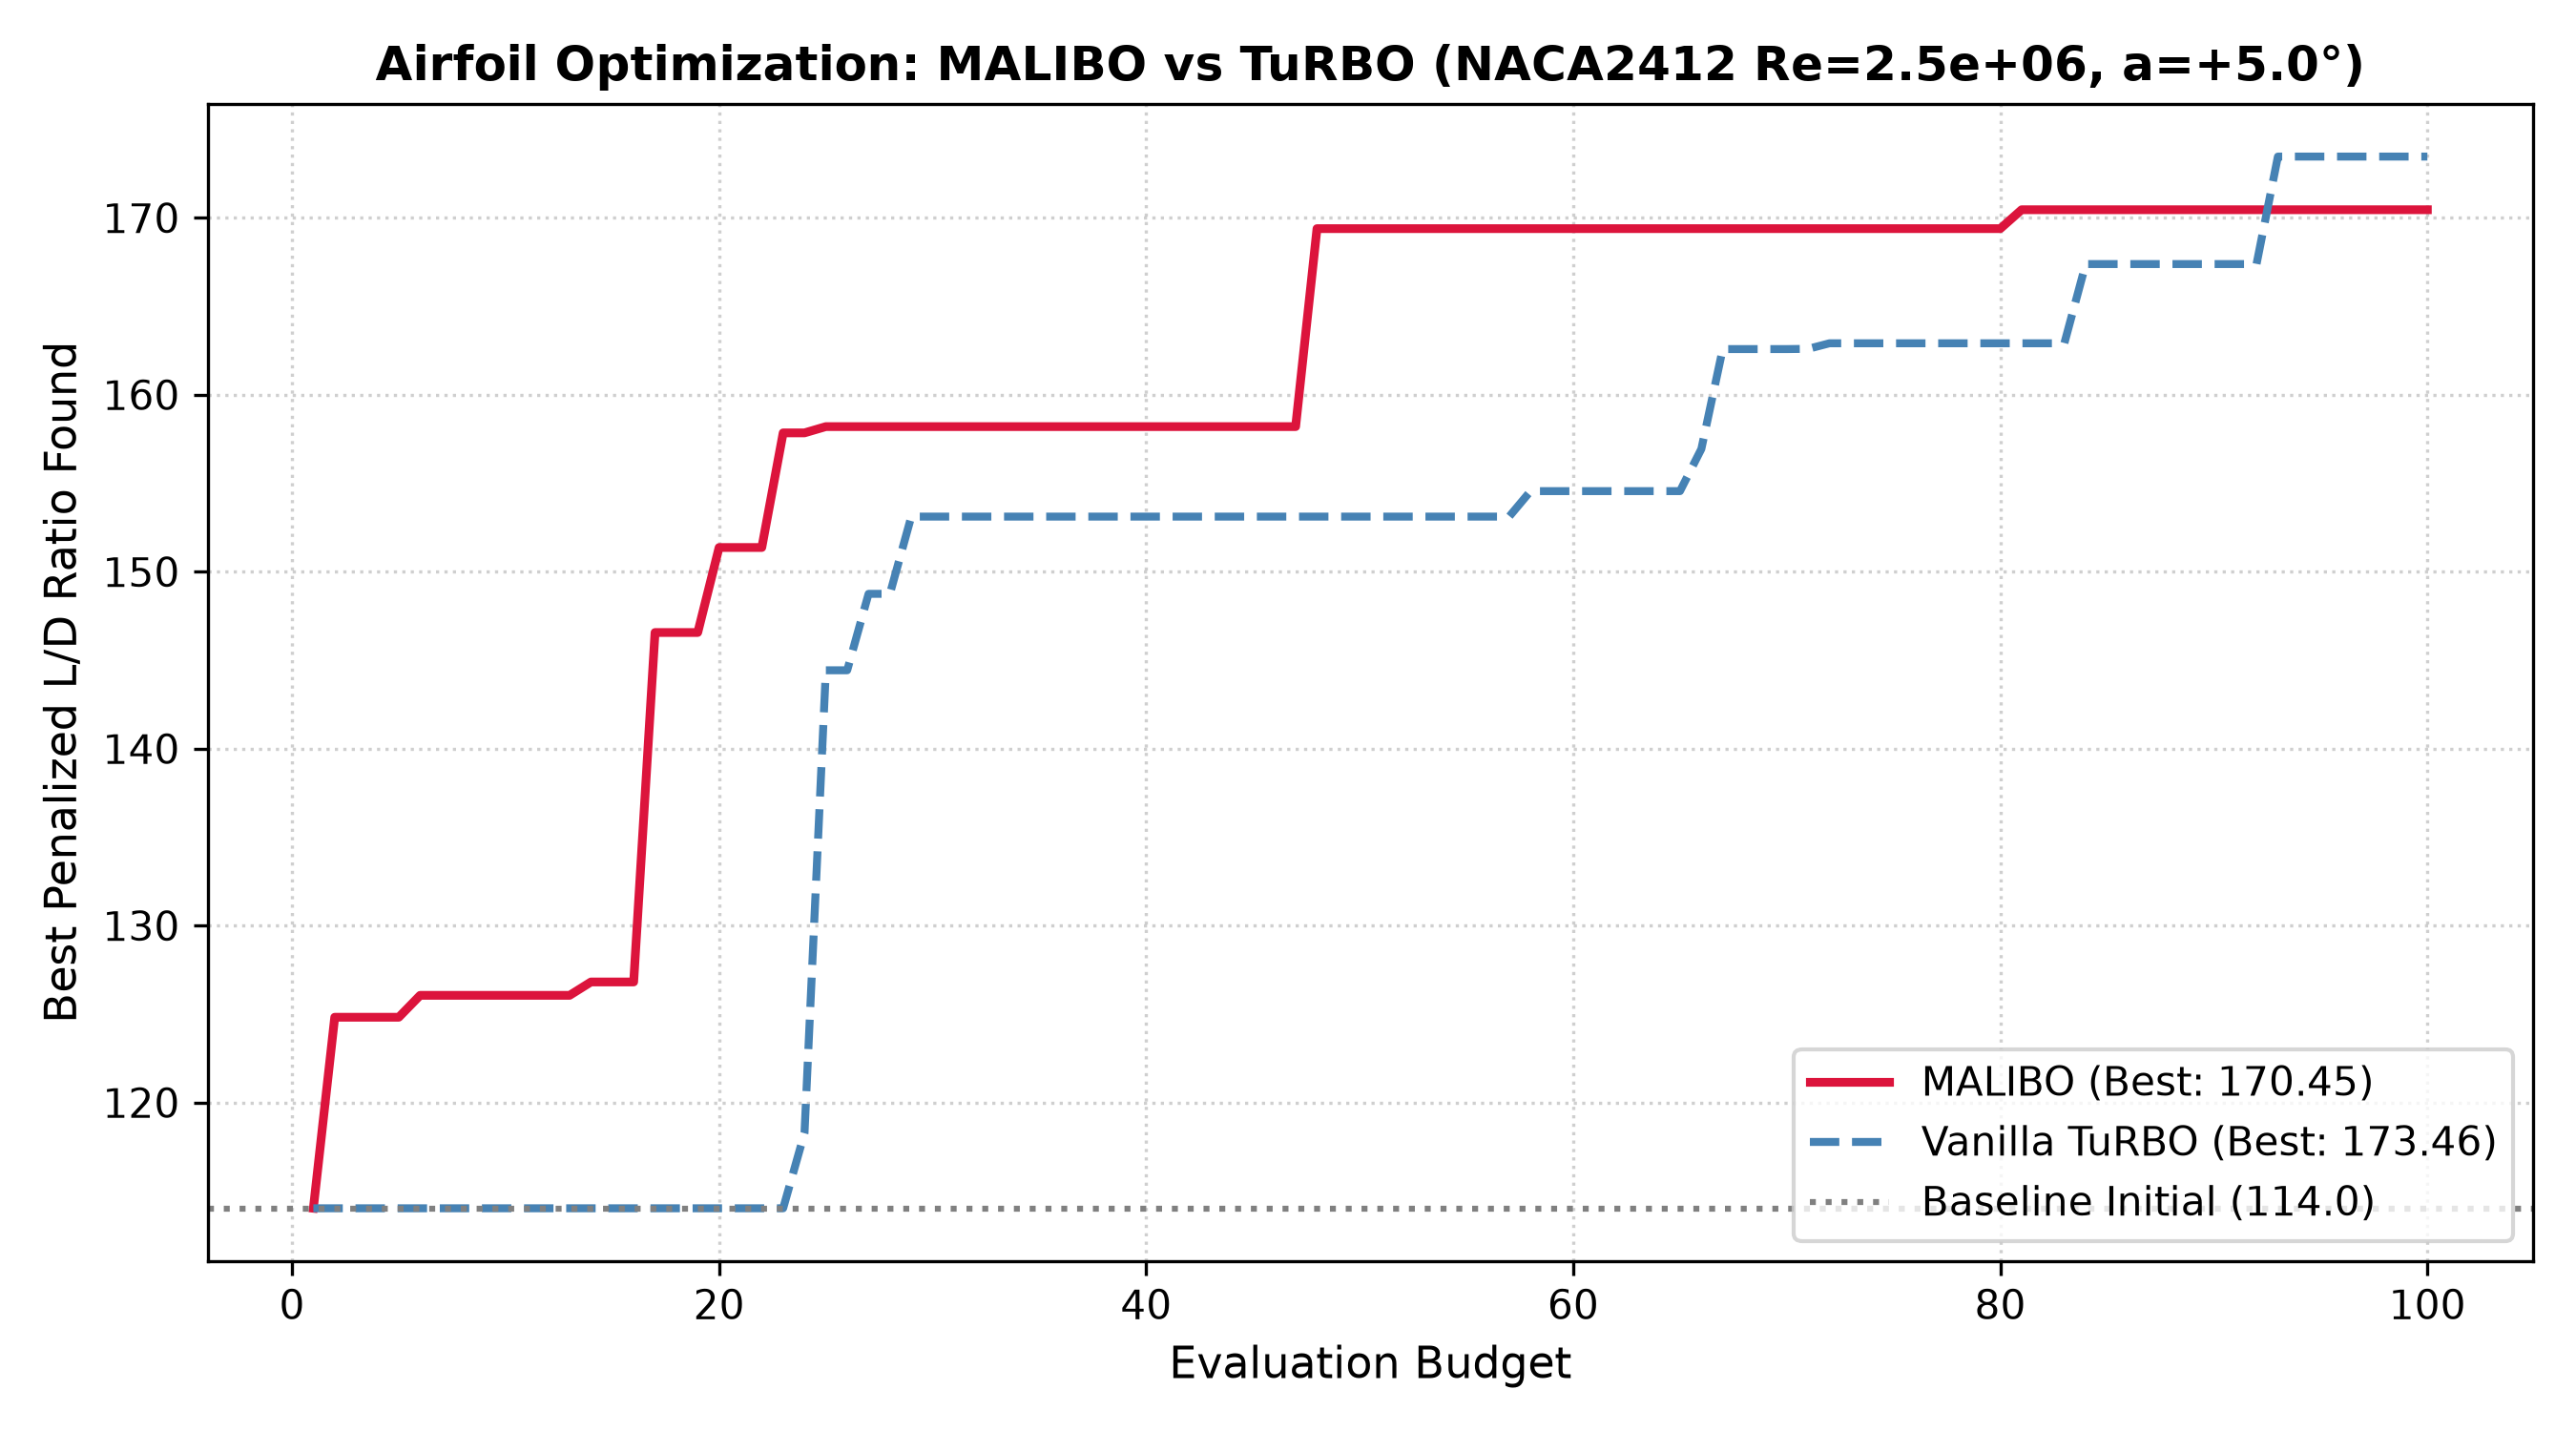 Airfoil Optimization: MALIBO vs TuRBO (NACA2412 Re=2.5e+06, a=+5.0°)
Best Penalized L/D Ratio Found
170
160
150
140
130
120
MALIBO (Best: 170.45)
Vanilla TuRBO (Best: 173.46)
Baseline Initial (114.0)
0 20 40 60 80 100
Evaluation Budget